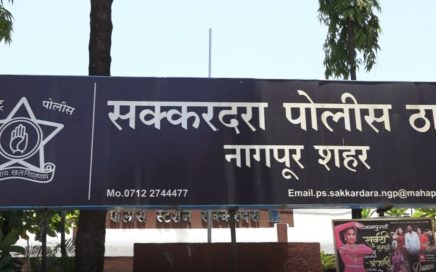 पोलीस
सक्करदरा पोलीस ठा
नागपूर शहर
Mo.0712 2744477
Email.ps.sakkardara.ngp@mahap
पोलीस स्टेशन सक्करदरा